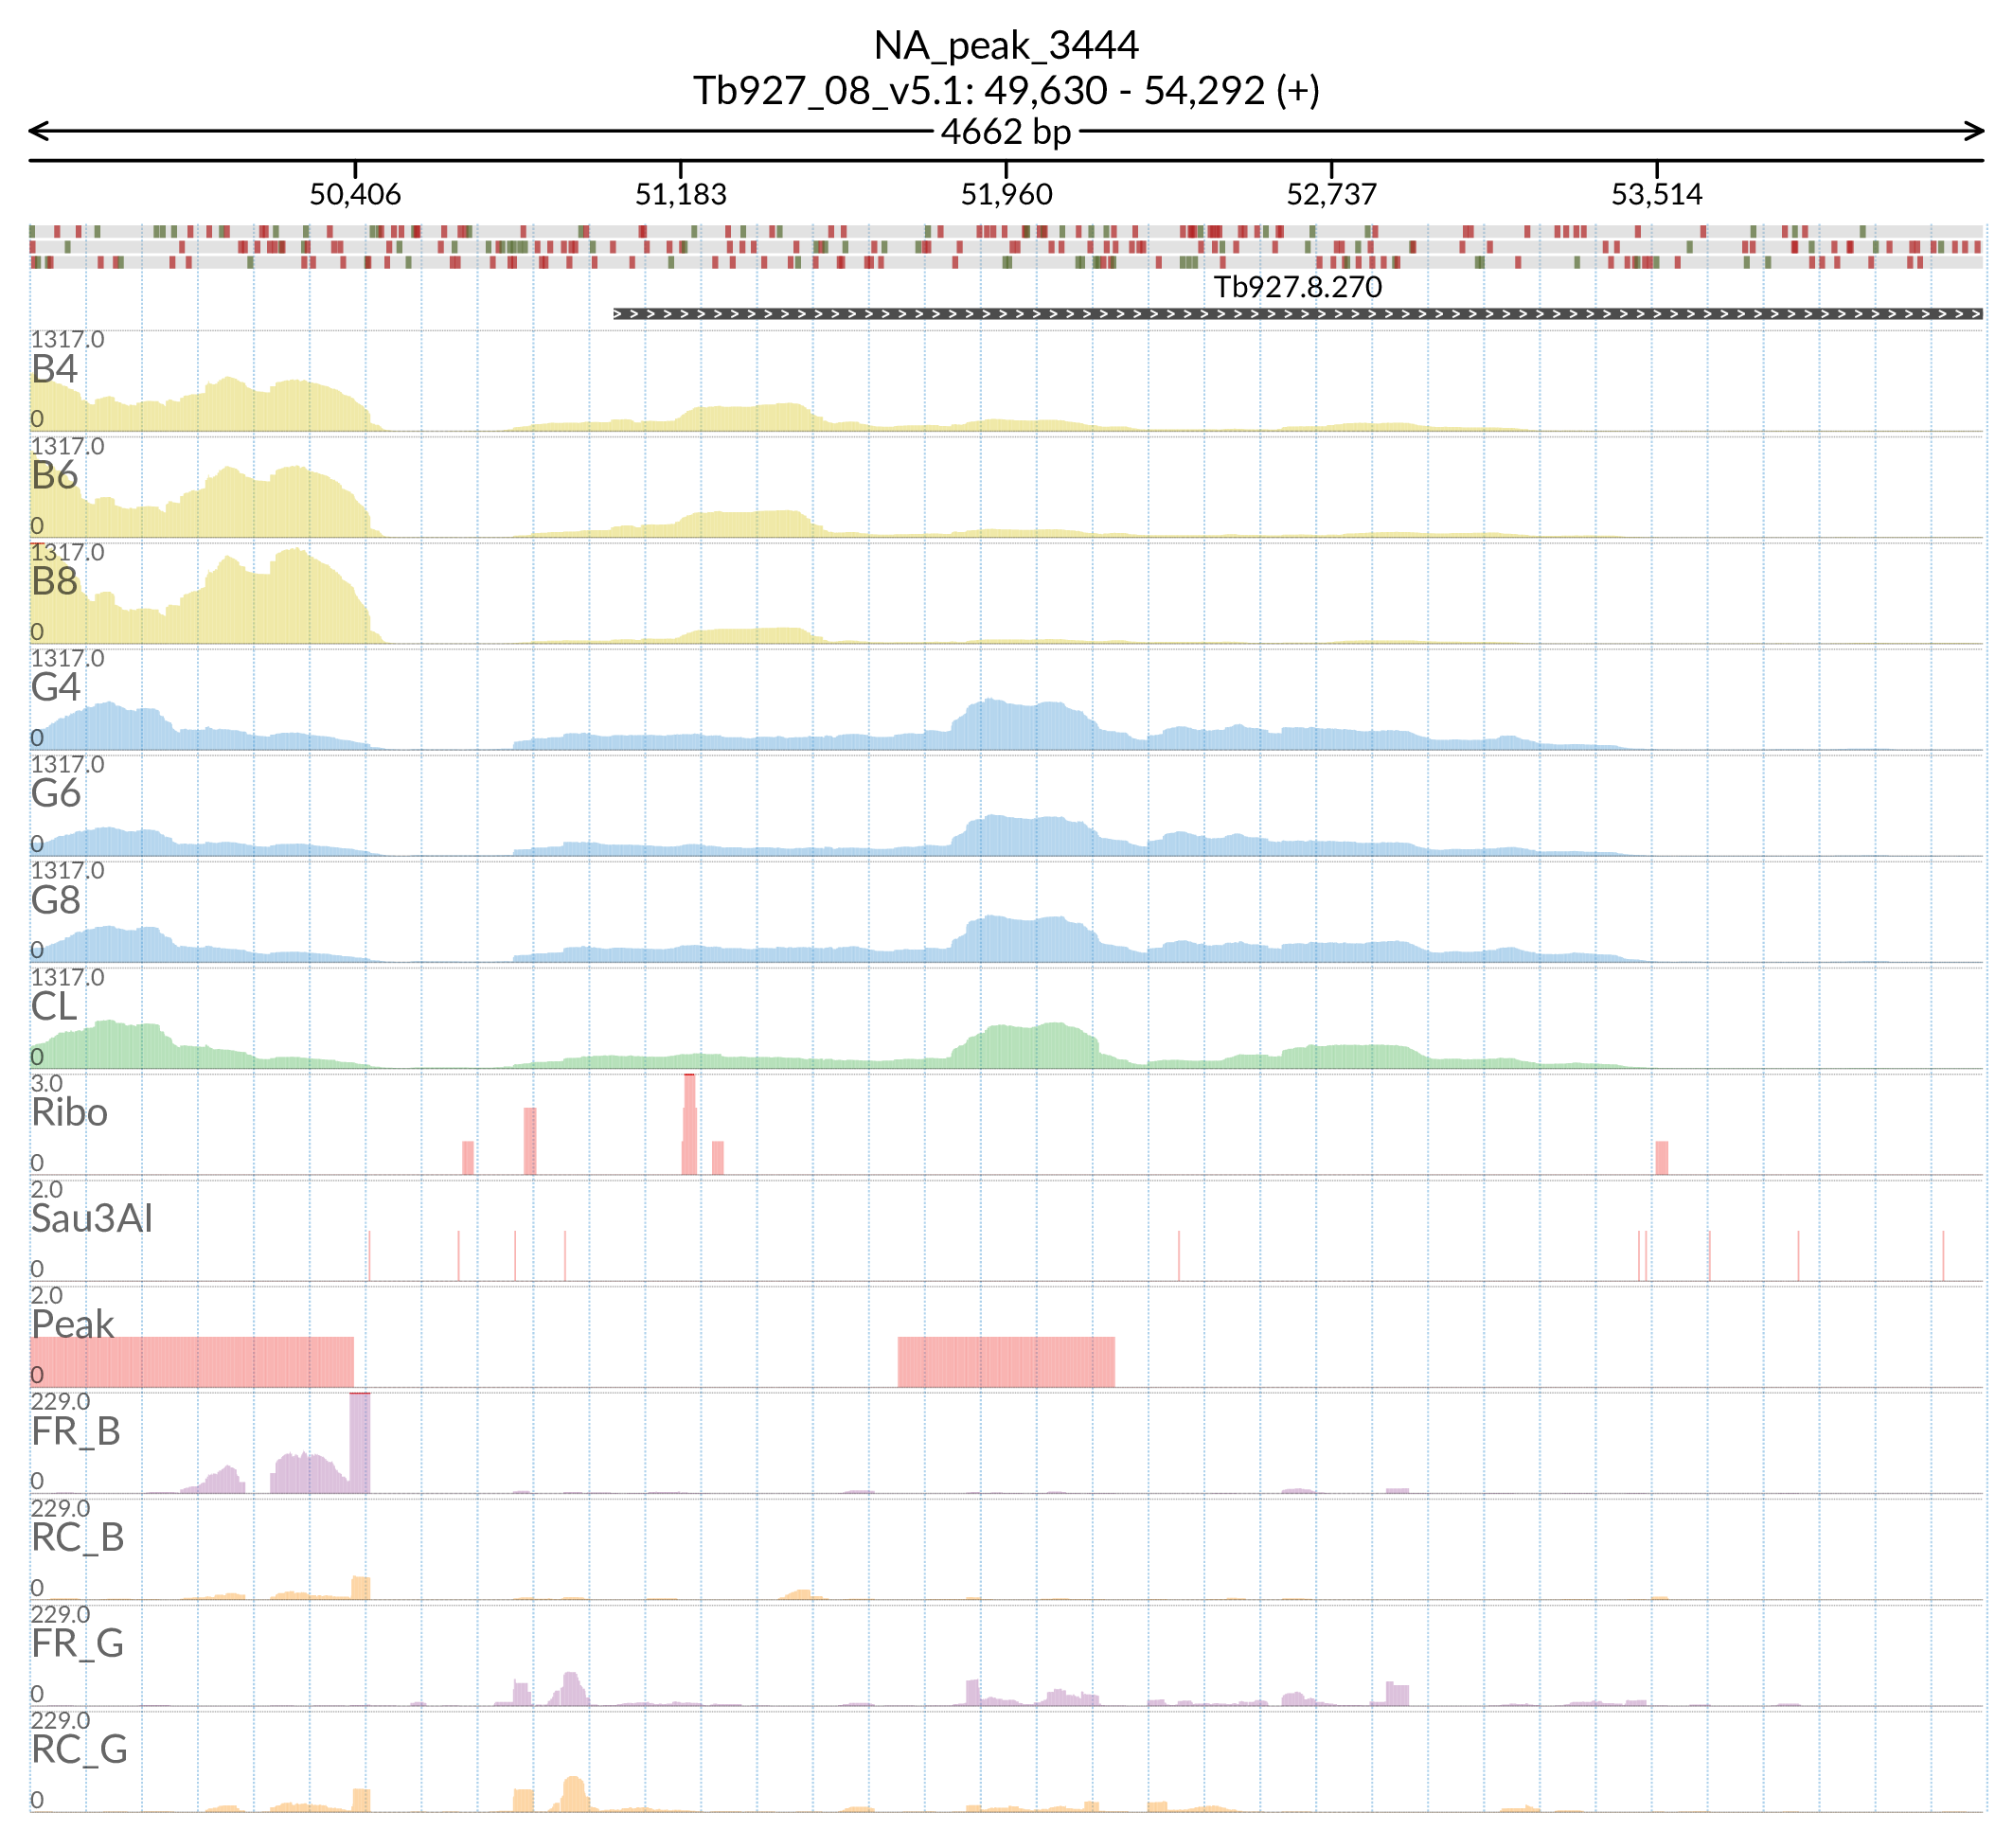 NA_peak_3444
Tb927_08_v5.1: 49,630 - 54,292 (+)
4662 bp
50,406 51,183 51,960 52,737 53,514
Tb927.8.270
1317.0
B4
0
1317.0
B6
0
1317.0
B8
0
1317.0
G4
0
1317.0
G6
0
1317.0
G8
0
1317.0
CL
0
3.0
Ribo
0
2.0
Sau3AI
0
2.0
Peak
0
229.0
FR_B
0
229.0
RC_B
0
229.0
FR_G
0
229.0
RC_G
0